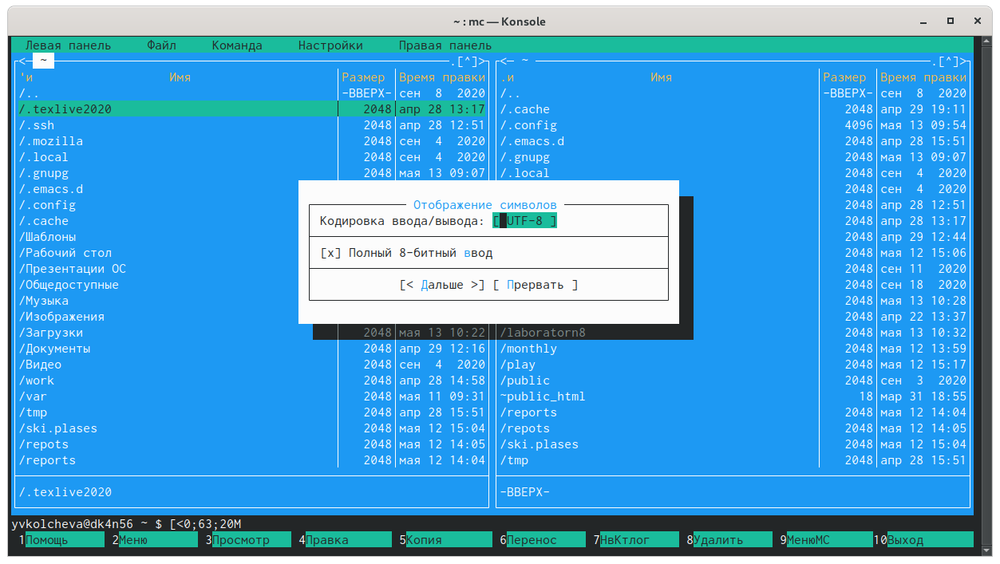 ~ : mc — Konsole
Левая панель Файл Команда Настройки Правая панель
<— ~ .[^]> <— ~ .[^]>
'и Имя Размер Время правки .и Имя Размер Время правки
/.. -ВВЕРХ- сен 8 2020 /.. -ВВЕРХ- сен 8 2020
/.texlive2020 2048 апр 28 13:17 /.cache 2048 апр 29 19:11
/.ssh 2048 апр 28 12:51 /.config 4096 мая 13 09:54
/.mozilla 2048 сен 4 2020 /.emacs.d 2048 апр 28 15:51
/.local 2048 сен 4 2020 /.gnupg 2048 мая 13 09:07
/.gnupg 2048 мая 13 09:07 /.local 2048 сен 4 2020
/.emacs.d 2048 сен 4 2020
/.config Отображение символов 2048 апр 28 12:51
/.cache Кодировка ввода/вывода: [ UTF-8 ] 2048 апр 28 13:17
/Шаблоны 2048 апр 29 12:44
/Рабочий стол [x] Полный 8-битный ввод 2048 мая 12 15:06
/Презентации ОС 2048 сен 11 2020
/Общедоступные [< Дальше >] [ Прервать ] 2048 сен 18 2020
/Музыка 2048 мая 13 10:28
/Изображения 2048 апр 22 13:37
/Загрузки 2048 мая 13 10:22 /laboratorn8 2048 мая 13 10:32
/Документы 2048 апр 29 12:16 /monthly 2048 мая 12 13:59
/Видео 2048 сен 4 2020 /play 2048 мая 12 15:17
/work 2048 апр 28 14:58 /public 2048 сен 3 2020
/var 2048 мая 11 09:31 ~public_html 18 мар 31 18:55
/tmp 2048 апр 28 15:51 /reports 2048 мая 12 14:04
/ski.plases 2048 мая 12 15:04 /repots 2048 мая 12 14:05
/repots 2048 мая 12 14:05 /ski.plases 2048 мая 12 15:04
/reports 2048 мая 12 14:04 /tmp 2048 апр 28 15:51
/.texlive2020 -ВВЕРХ-
yvkolcheva@dk4n56 ~ $ [<0;63;20M
1Помощь 2Меню 3Просмотр 4Правка 5Копия 6Перенос 7НвКтлог 8Удалить 9МенюMC 10Выход